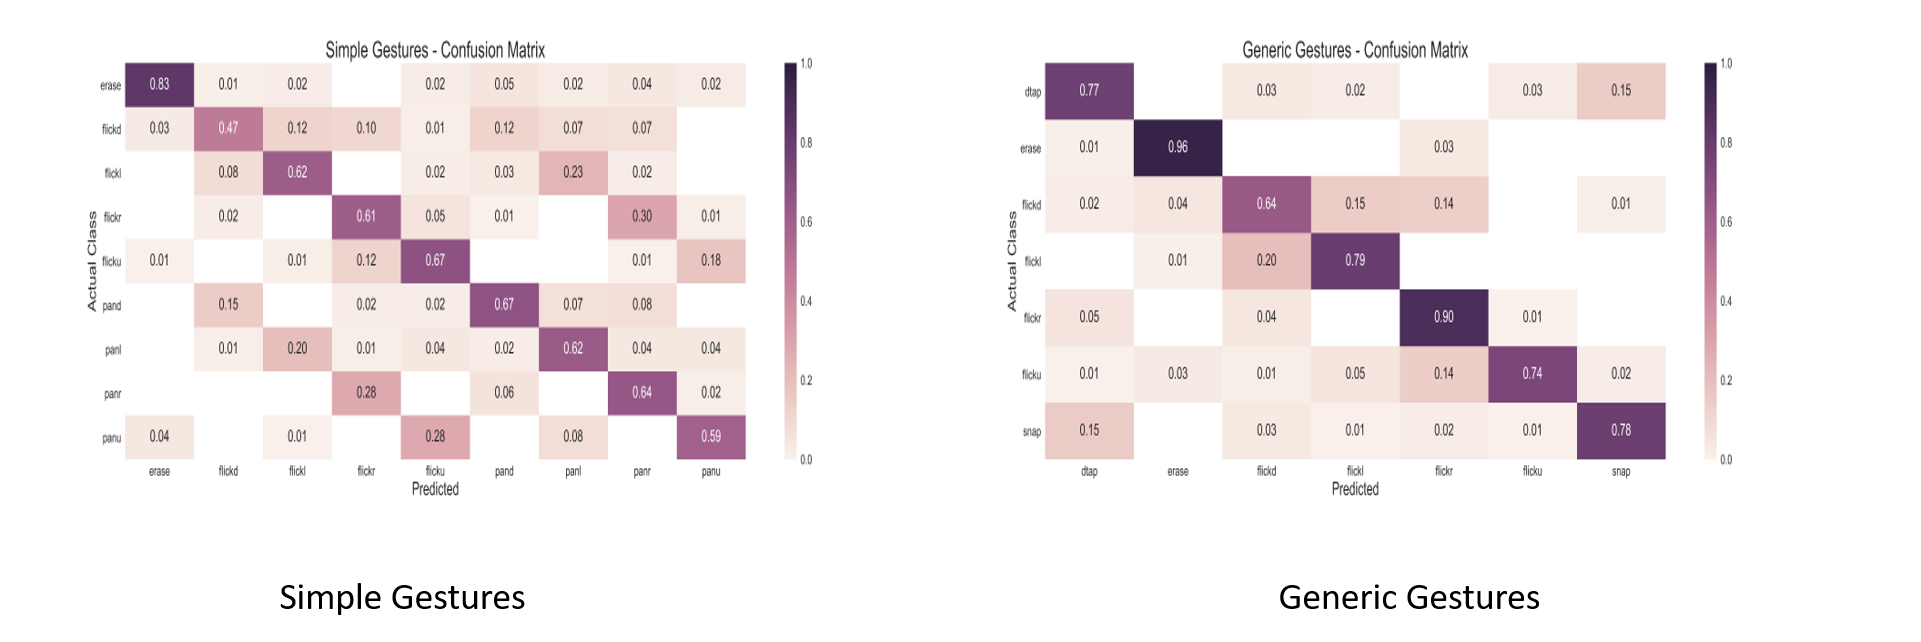 Simple Gestures - Confusion Matrix
1.0
erase 0.83 0.01 0.02 0.02 0.05 0.02 0.04 0.02
flickd 0.03 0.47 0.12 0.10 0.01 0.12 0.07 0.07
0.8
flickl 0.08 0.62 0.02 0.03 0.23 0.02
flickr 0.02 0.61 0.05 0.01 0.30 0.01
0.6
Actual Class
flicku 0.01 0.01 0.12 0.67 0.01 0.18
pand 0.15 0.02 0.02 0.67 0.07 0.08
0.4
panl 0.01 0.20 0.01 0.04 0.02 0.62 0.04 0.04
0.2
panr 0.28 0.06 0.64 0.02
panu 0.04 0.01 0.28 0.08 0.59
0.0
erase flickd flickl flickr flicku pand panl panr panu
Predicted
Simple Gestures
Generic Gestures - Confusion Matrix
1.0
dtap 0.77 0.03 0.02 0.03 0.15
0.8
erase 0.01 0.96 0.03
flickd 0.02 0.04 0.64 0.15 0.14 0.01
0.6
Actual Class
flickl 0.01 0.20 0.79
0.4
flickr 0.05 0.04 0.90 0.01
flicku 0.01 0.03 0.01 0.05 0.14 0.74 0.02
0.2
snap 0.15 0.03 0.01 0.02 0.01 0.78
0.0
dtap erase flickd flickl flickr flicku snap
Predicted
Generic Gestures